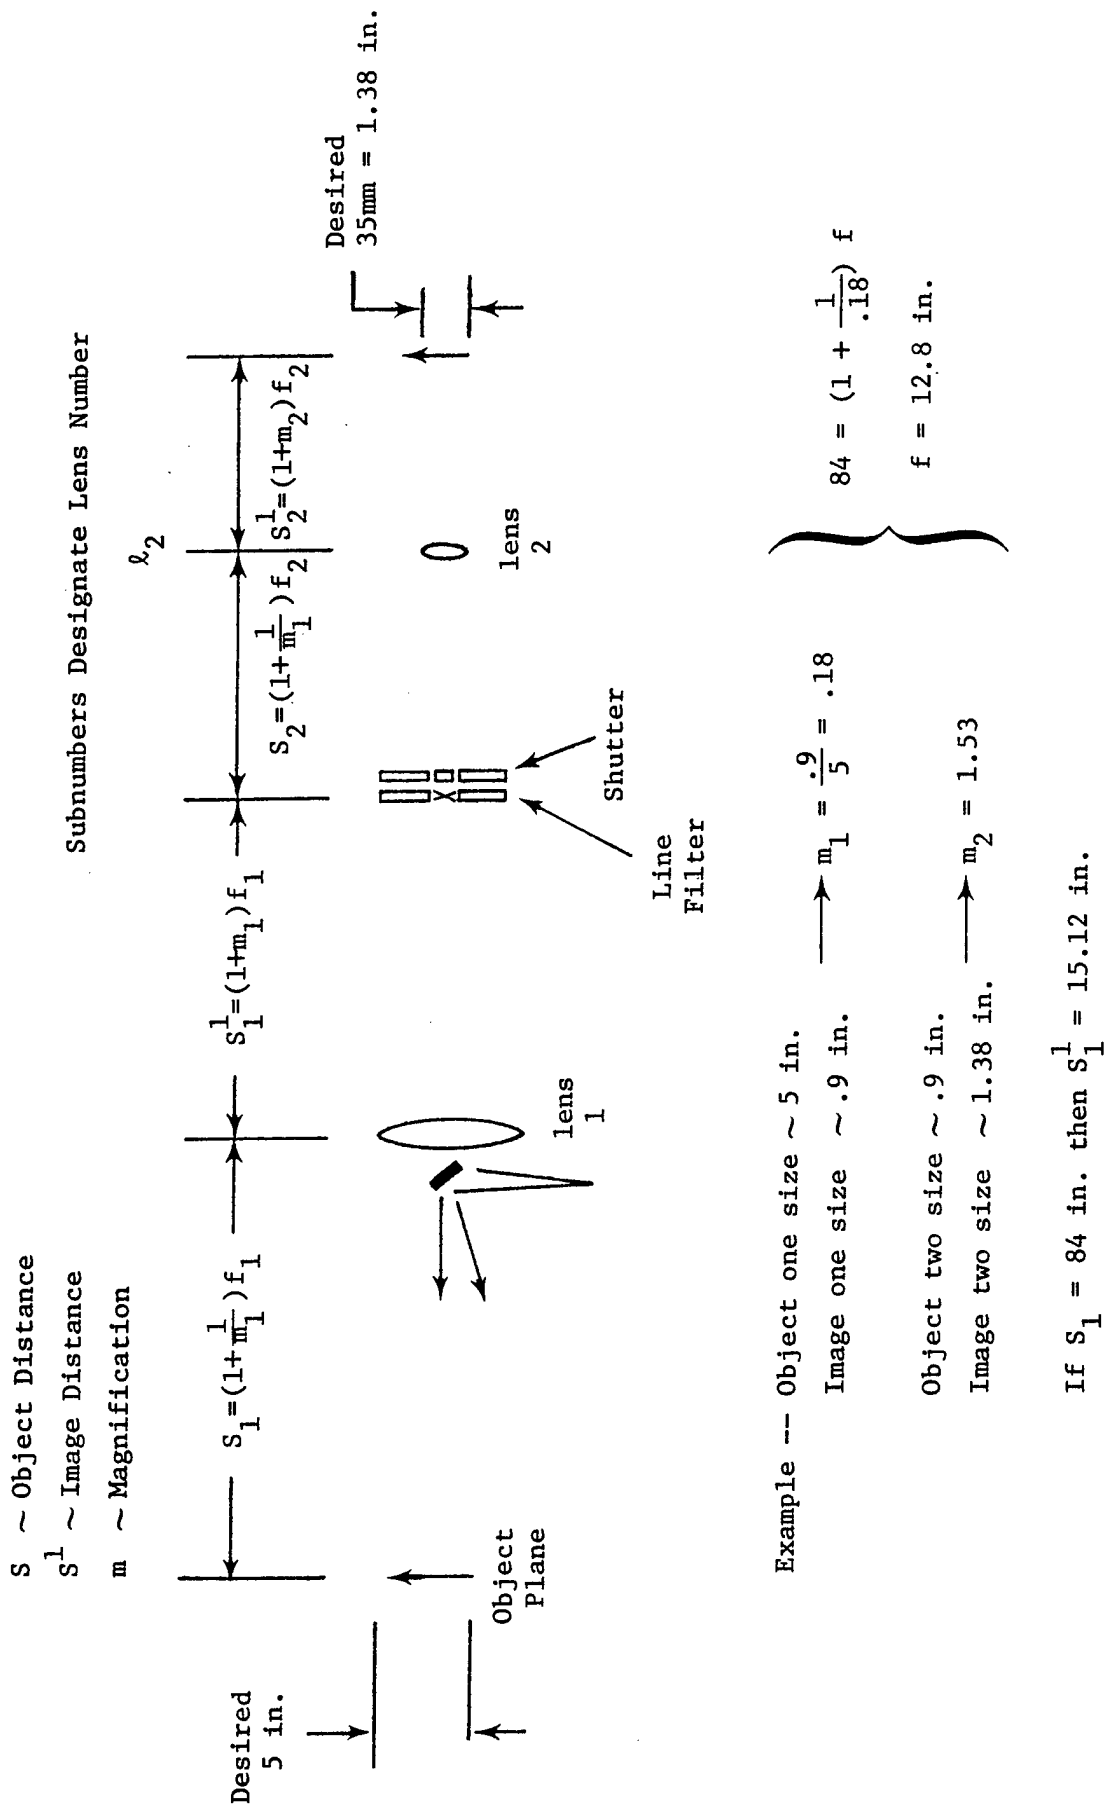 S ~ Object Distance
S¹ ~ Image Distance
m ~ Magnification
Subnumbers Designate Lens Number
ℓ₂
S₁=(1+1/m₁)f₁
S₁¹=(1+m₁)f₁
S₂=(1+1/m₁)f₂
S₂¹=(1+m₂)f₂
Desired
5 in.
Object
Plane
lens
1
Line
Filter
Shutter
lens
2
Desired
35mm = 1.38 in.
Example -- Object one size ~ 5 in.
Image one size ~ .9 in.
m₁ = .9/5 = .18
Object two size ~ .9 in.
Image two size ~ 1.38 in.
m₂ = 1.53
84 = (1 + 1/.18) f
f = 12.8 in.
If S₁ = 84 in. then S₁¹ = 15.12 in.